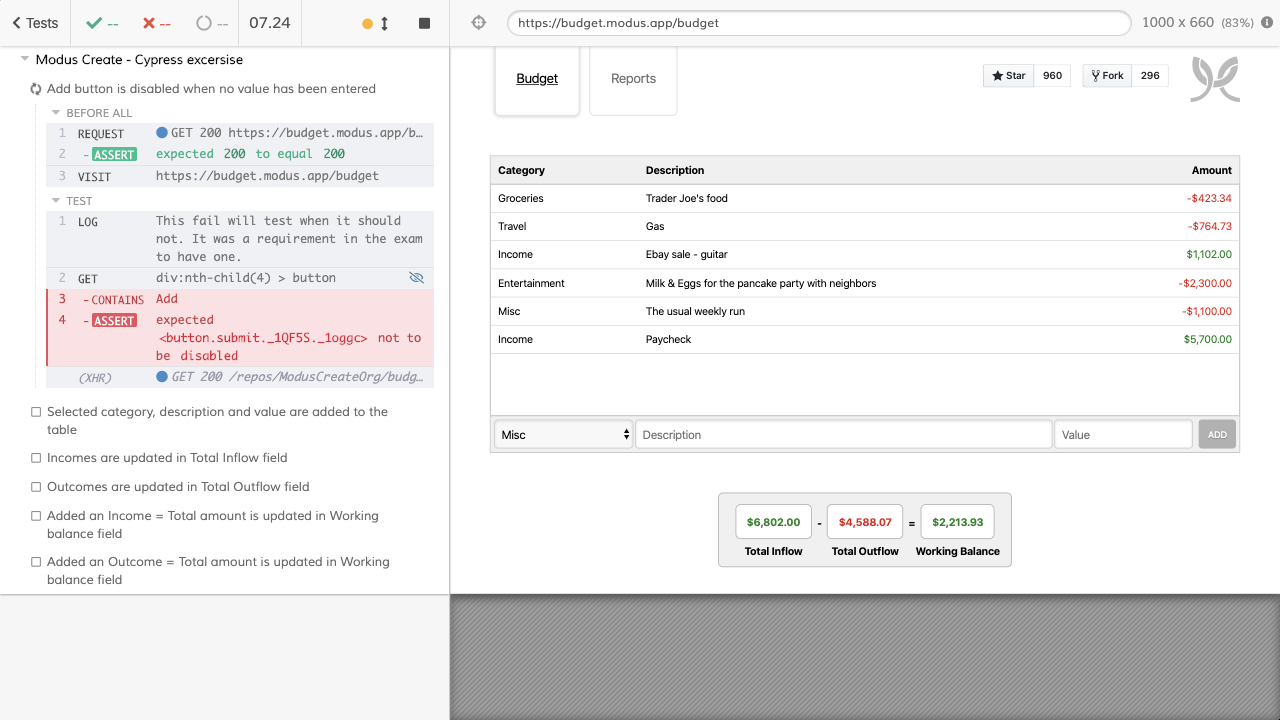 Tests
--
--
--
07.24
https://budget.modus.app/budget
1000 x 660 (83%)
Modus Create - Cypress excersise
Add button is disabled when no value has been entered
BEFORE ALL
1 REQUEST GET 200 https://budget.modus.app/b…
2 - ASSERT expected 200 to equal 200
3 VISIT https://budget.modus.app/budget
TEST
1 LOG This fail will test when it should
not. It was a requirement in the exam
to have one.
2 GET div:nth-child(4) > button
3 - CONTAINS Add
4 - ASSERT expected
<button.submit._1QF5S._1oggc> not to
be disabled
(XHR) GET 200 /repos/ModusCreateOrg/budg…
Selected category, description and value are added to the
table
Incomes are updated in Total Inflow field
Outcomes are updated in Total Outflow field
Added an Income = Total amount is updated in Working
balance field
Added an Outcome = Total amount is updated in Working
balance field
Budget
Reports
Star 960
Fork 296
Category Description Amount
Groceries Trader Joe's food -$423.34
Travel Gas -$764.73
Income Ebay sale - guitar $1,102.00
Entertainment Milk & Eggs for the pancake party with neighbors -$2,300.00
Misc The usual weekly run -$1,100.00
Income Paycheck $5,700.00
Misc Description Value ADD
$6,802.00 - $4,588.07 = $2,213.93
Total Inflow Total Outflow Working Balance